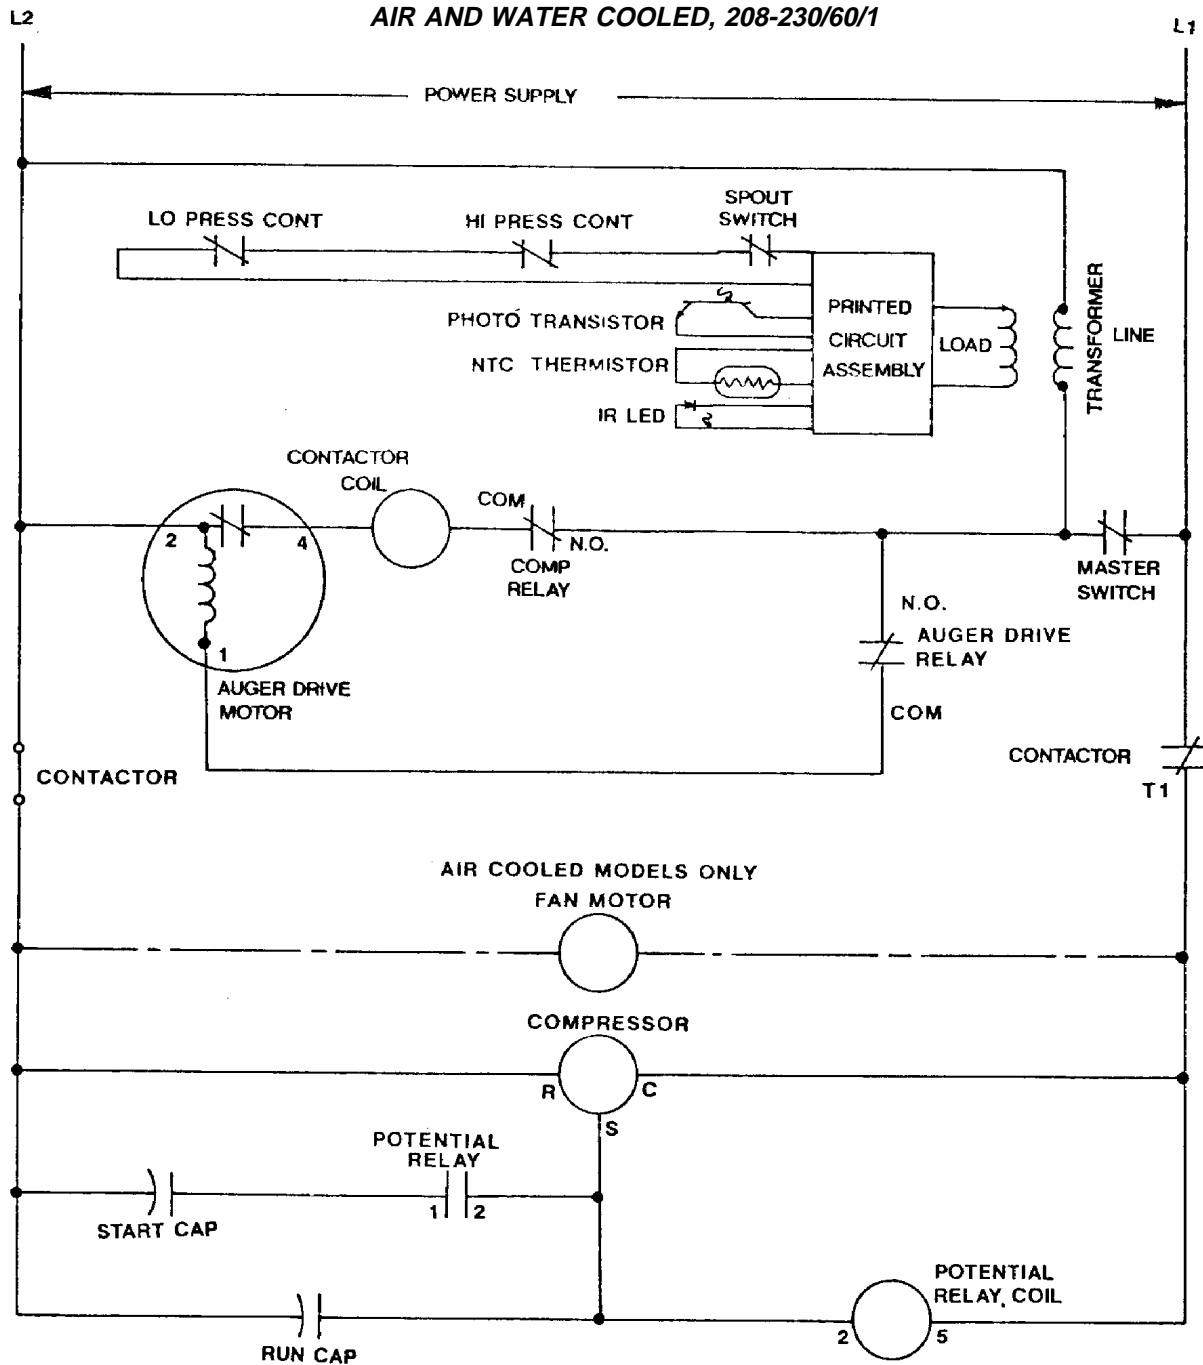 AIR AND WATER COOLED, 208-230/60/1
L2
L1
POWER SUPPLY
LO PRESS CONT
HI PRESS CONT
SPOUT
SWITCH
PHOTO TRANSISTOR
NTC THERMISTOR
IR LED
PRINTED
CIRCUIT
ASSEMBLY
LOAD
TRANSFORMER
LINE
CONTACTOR
COIL
COM
N.O.
COMP
RELAY
2
4
1
AUGER DRIVE
MOTOR
MASTER
SWITCH
N.O.
AUGER DRIVE
RELAY
COM
CONTACTOR
CONTACTOR
T1
AIR COOLED MODELS ONLY
FAN MOTOR
COMPRESSOR
R
C
S
POTENTIAL
RELAY
1
2
START CAP
POTENTIAL
RELAY, COIL
2
5
RUN CAP